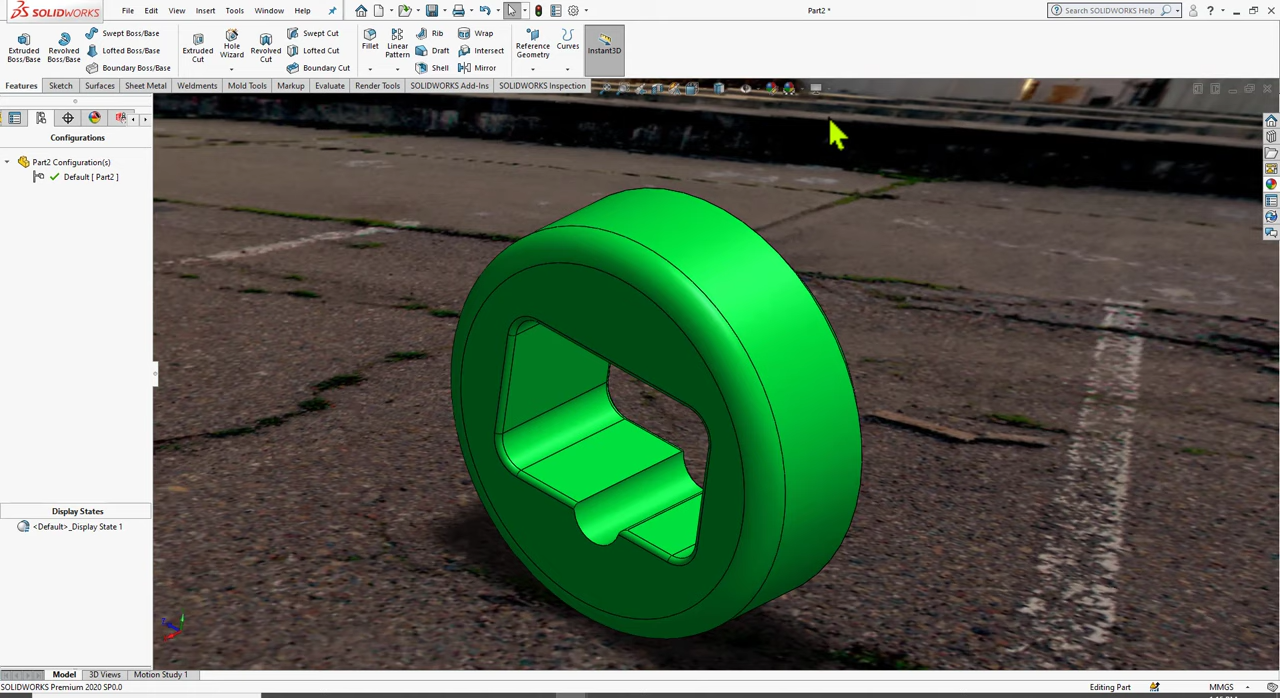 SOLIDWORKS File Edit View Insert Tools Window Help Part2 * Search SOLIDWORKS Help ?
Extruded Boss/Base Revolved Boss/Base Swept Boss/Base Lofted Boss/Base Boundary Boss/Base Extruded Cut Hole Wizard Revolved Cut Swept Cut Lofted Cut Boundary Cut Fillet Linear Pattern Rib Draft Shell Wrap Intersect Mirror Reference Geometry Curves Instant3D
Features Sketch Surfaces Sheet Metal Weldments Mold Tools Markup Evaluate Render Tools SOLIDWORKS Add-Ins SOLIDWORKS Inspection
Configurations
Part2 Configuration(s)
Default [ Part2 ]
Display States
<Default>_Display State 1
Model 3D Views Motion Study 1
SOLIDWORKS Premium 2020 SP0.0 Editing Part MMGS